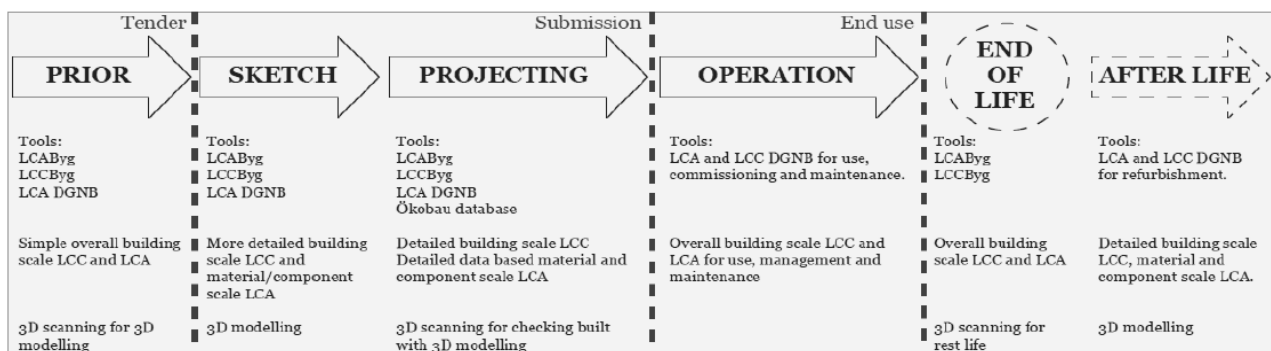 Tender
Submission
End use
PRIOR
SKETCH
PROJECTING
OPERATION
END
OF
LIFE
AFTER LIFE
Tools:
LCAByg
LCCByg
LCA DGNB
Tools:
LCAByg
LCCByg
LCA DGNB
Tools:
LCAByg
LCCByg
LCA DGNB
Ökobau database
Tools:
LCA and LCC DGNB for use,
commissioning and maintenance.
Tools:
LCAByg
LCCByg
Tools:
LCA and LCC DGNB
for refurbishment.
Simple overall building
scale LCC and LCA
More detailed building
scale LCC and
material/component
scale LCA
Detailed building scale LCC
Detailed data based material and
component scale LCA
Overall building scale LCC and
LCA for use, management and
maintenance
Overall building
scale LCC and LCA
Detailed building scale
LCC, material and
component scale LCA.
3D scanning for 3D
modelling
3D modelling
3D scanning for checking built
with 3D modelling
3D scanning for
rest life
3D modelling